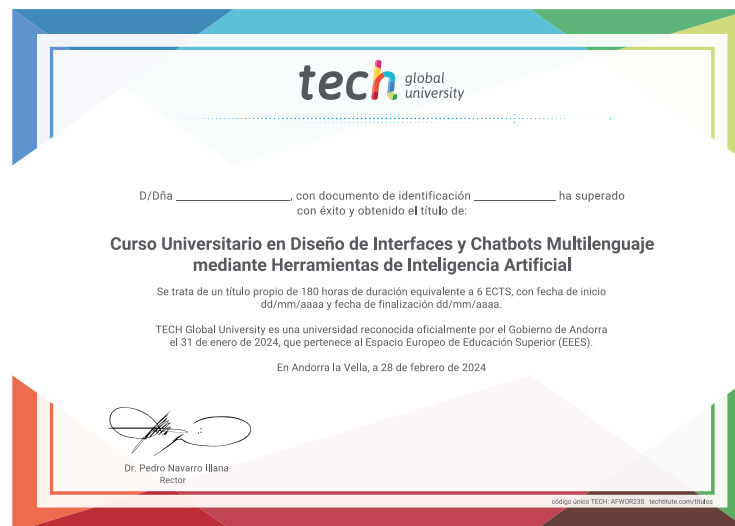 tech global
university
D/Dña ____________________, con documento de identificación ______________ ha superado
con éxito y obtenido el título de:
Curso Universitario en Diseño de Interfaces y Chatbots Multilenguaje
mediante Herramientas de Inteligencia Artificial
Se trata de un título propio de 180 horas de duración equivalente a 6 ECTS, con fecha de inicio
dd/mm/aaaa y fecha de finalización dd/mm/aaaa.
TECH Global University es una universidad reconocida oficialmente por el Gobierno de Andorra
el 31 de enero de 2024, que pertenece al Espacio Europeo de Educación Superior (EEES).
En Andorra la Vella, a 28 de febrero de 2024
Dr. Pedro Navarro Illana
Rector
código único TECH: AFWOR23S techtitute.com/titulos